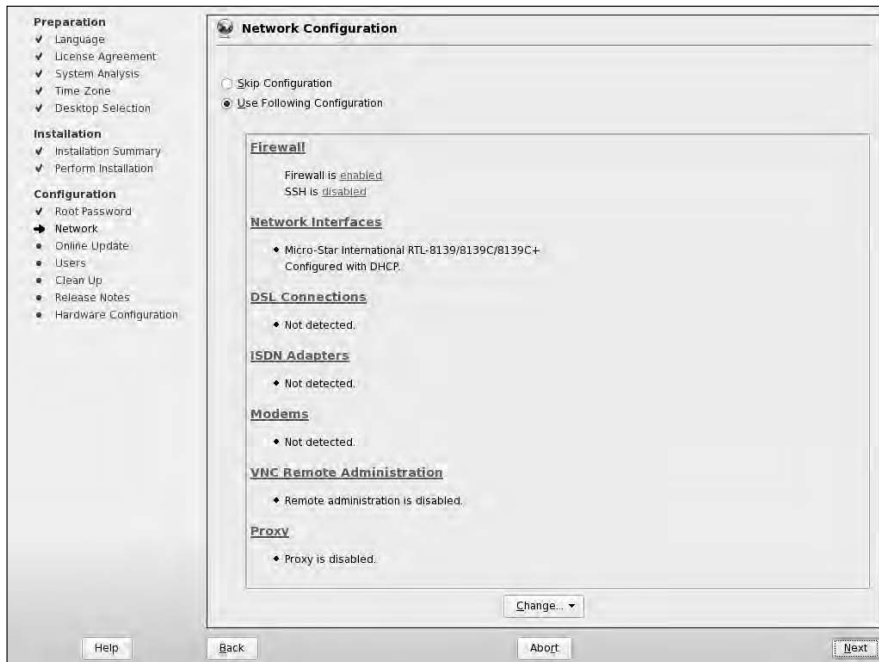 Preparation
Language
License Agreement
System Analysis
Time Zone
Desktop Selection
Installation
Installation Summary
Perform Installation
Configuration
Root Password
Network
Online Update
Users
Clean Up
Release Notes
Hardware Configuration
Network Configuration
Skip Configuration
Use Following Configuration
Firewall
Firewall is enabled
SSH is disabled
Network Interfaces
Micro-Star International RTL-8139/8139C/8139C+
Configured with DHCP.
DSL Connections
Not detected.
ISDN Adapters
Not detected.
Modems
Not detected.
VNC Remote Administration
Remote administration is disabled.
Proxy
Proxy is disabled.
Change...
Help
Back
Abort
Next